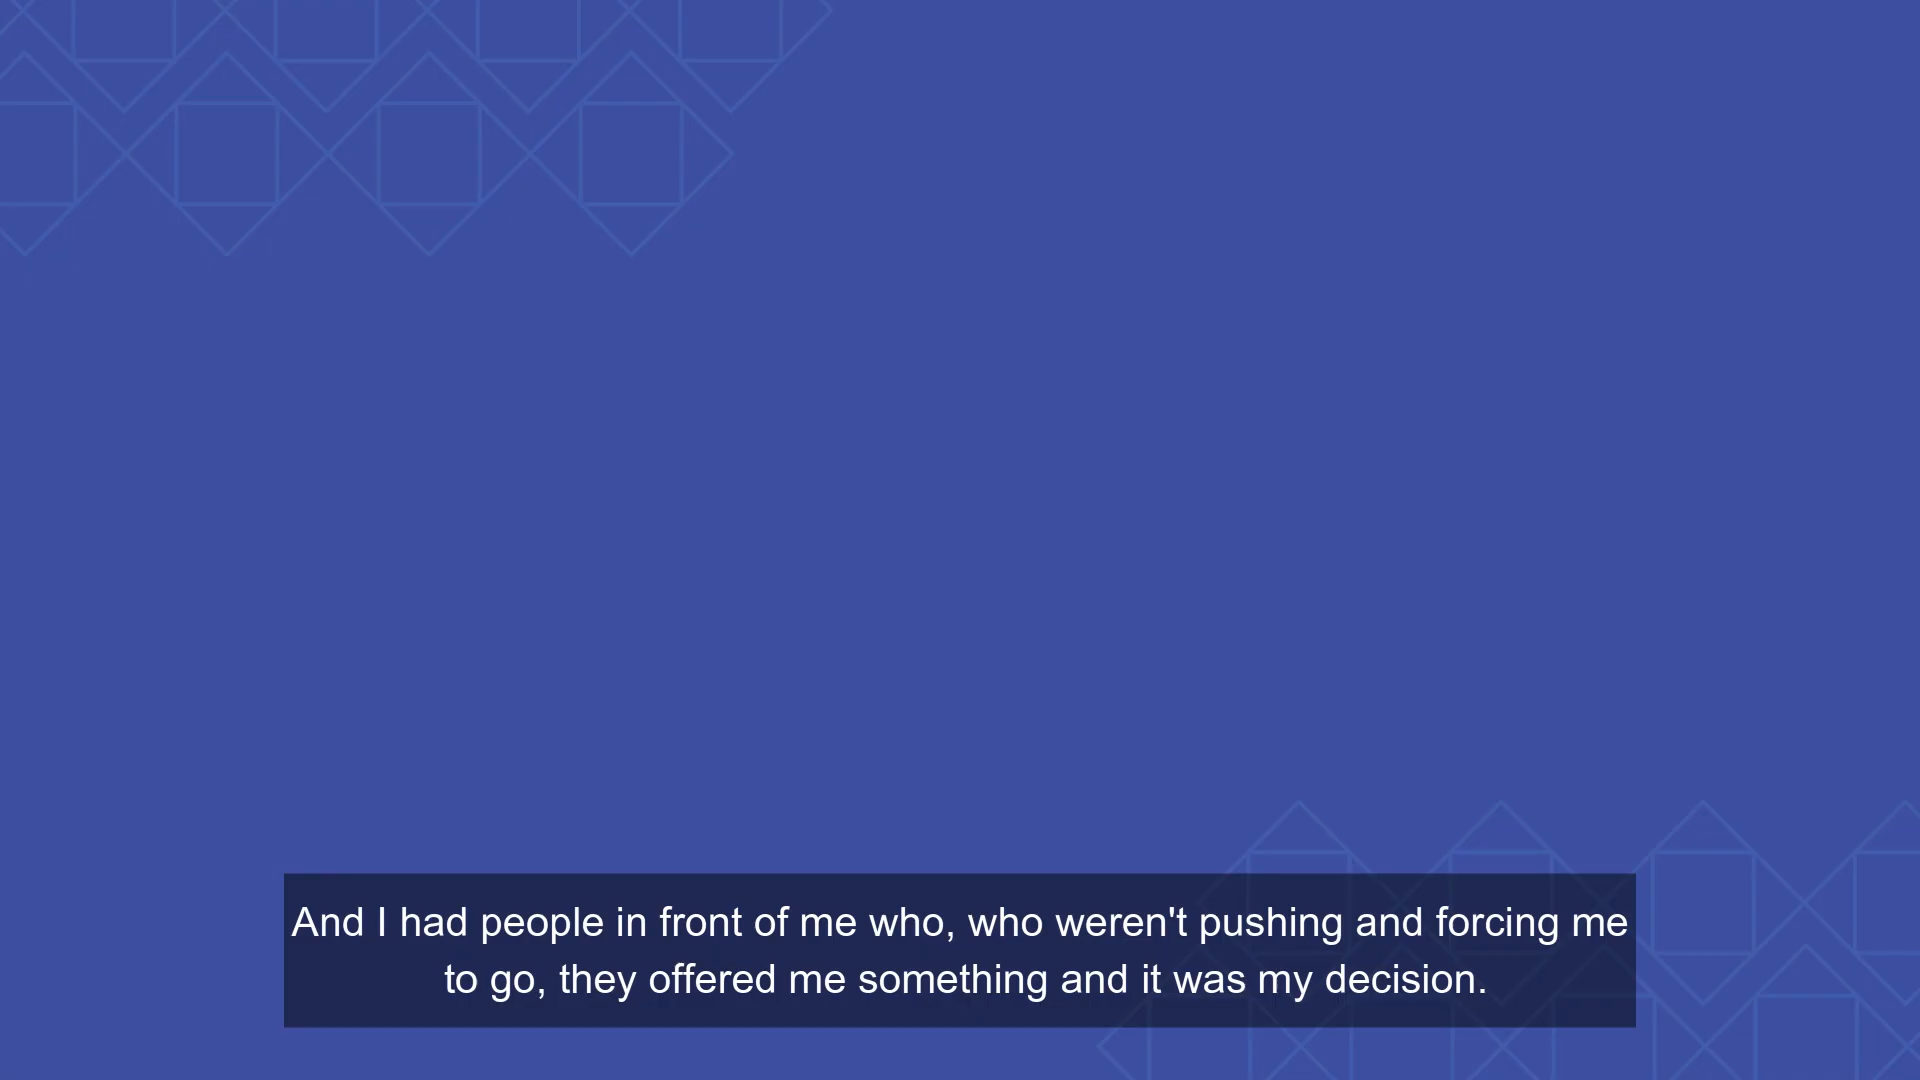 And I had people in front of me who, who weren't pushing and forcing me
to go, they offered me something and it was my decision.